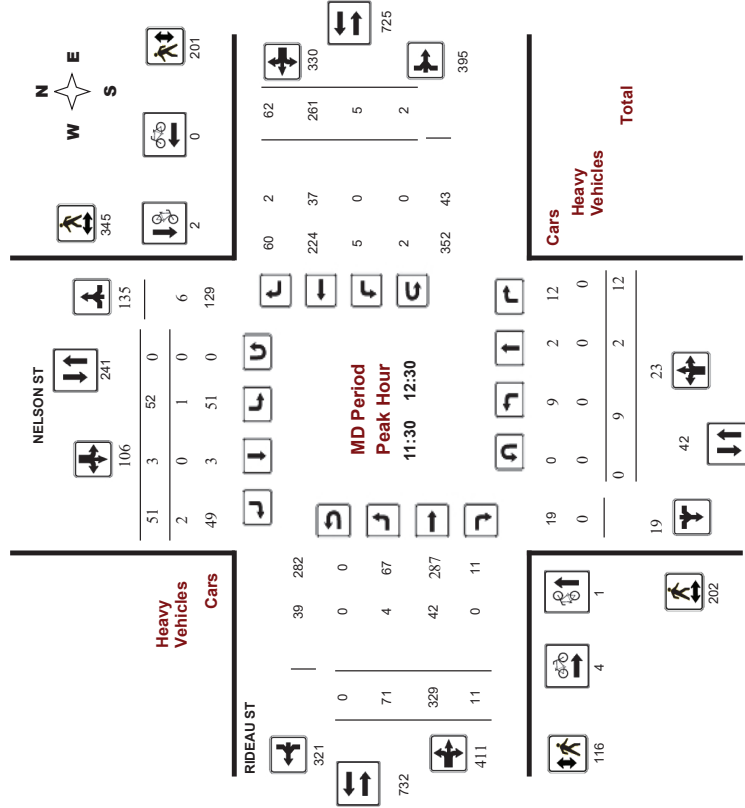 N
W E
S
201
0
2
345
NELSON ST
106 241 135
51 3 52 0
2 0 1 0 6
49 3 51 0 129
Heavy
Vehicles
Cars
62 261 5 2
2 37 0 0 43
60 224 5 2 352
330
725
395
MD Period
Peak Hour
11:30 12:30
RIDEAU ST
321
732
411
39 282
0 0 0
71 4 67
329 42 287
11 0 11
Cars
Heavy
Vehicles
Total
19 0 9 2 12
0 0 0 0 0
0 9 2 12
19 42 23
116
4
1
202